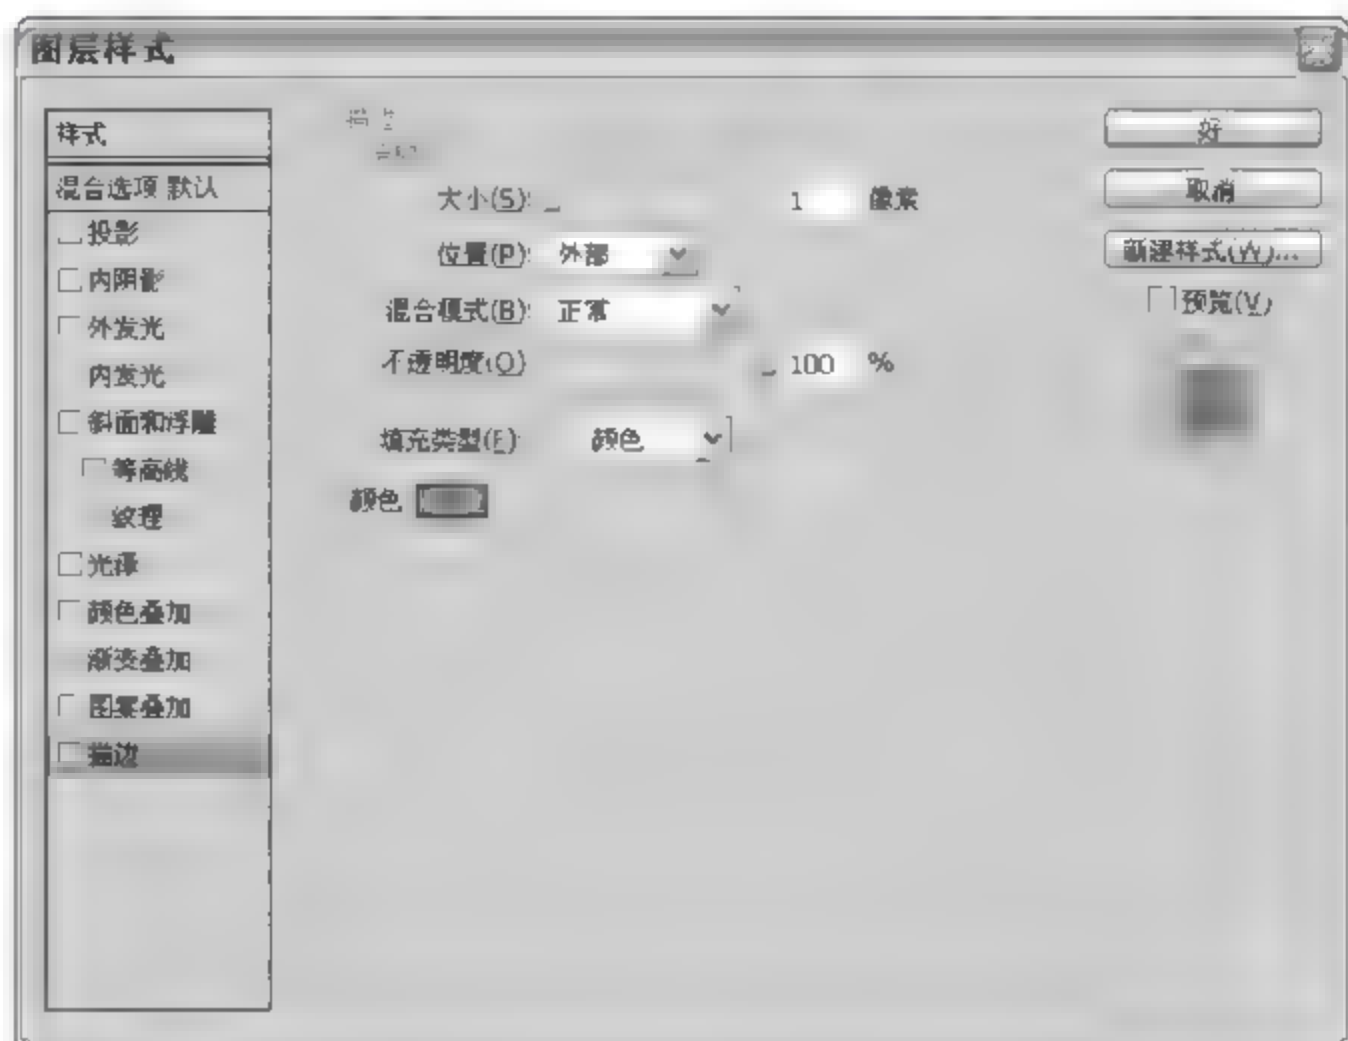 图层样式
样式
混合选项 默认
投影
内阴影
外发光
内发光
斜面和浮雕
等高线
纹理
光泽
颜色叠加
渐变叠加
图案叠加
描边
大小(S): 1 像素
位置(P): 外部
混合模式(B): 正常
不透明度(O) 100 %
填充类型(F) 颜色
颜色
好
取消
新建样式(W)...
预览(V)